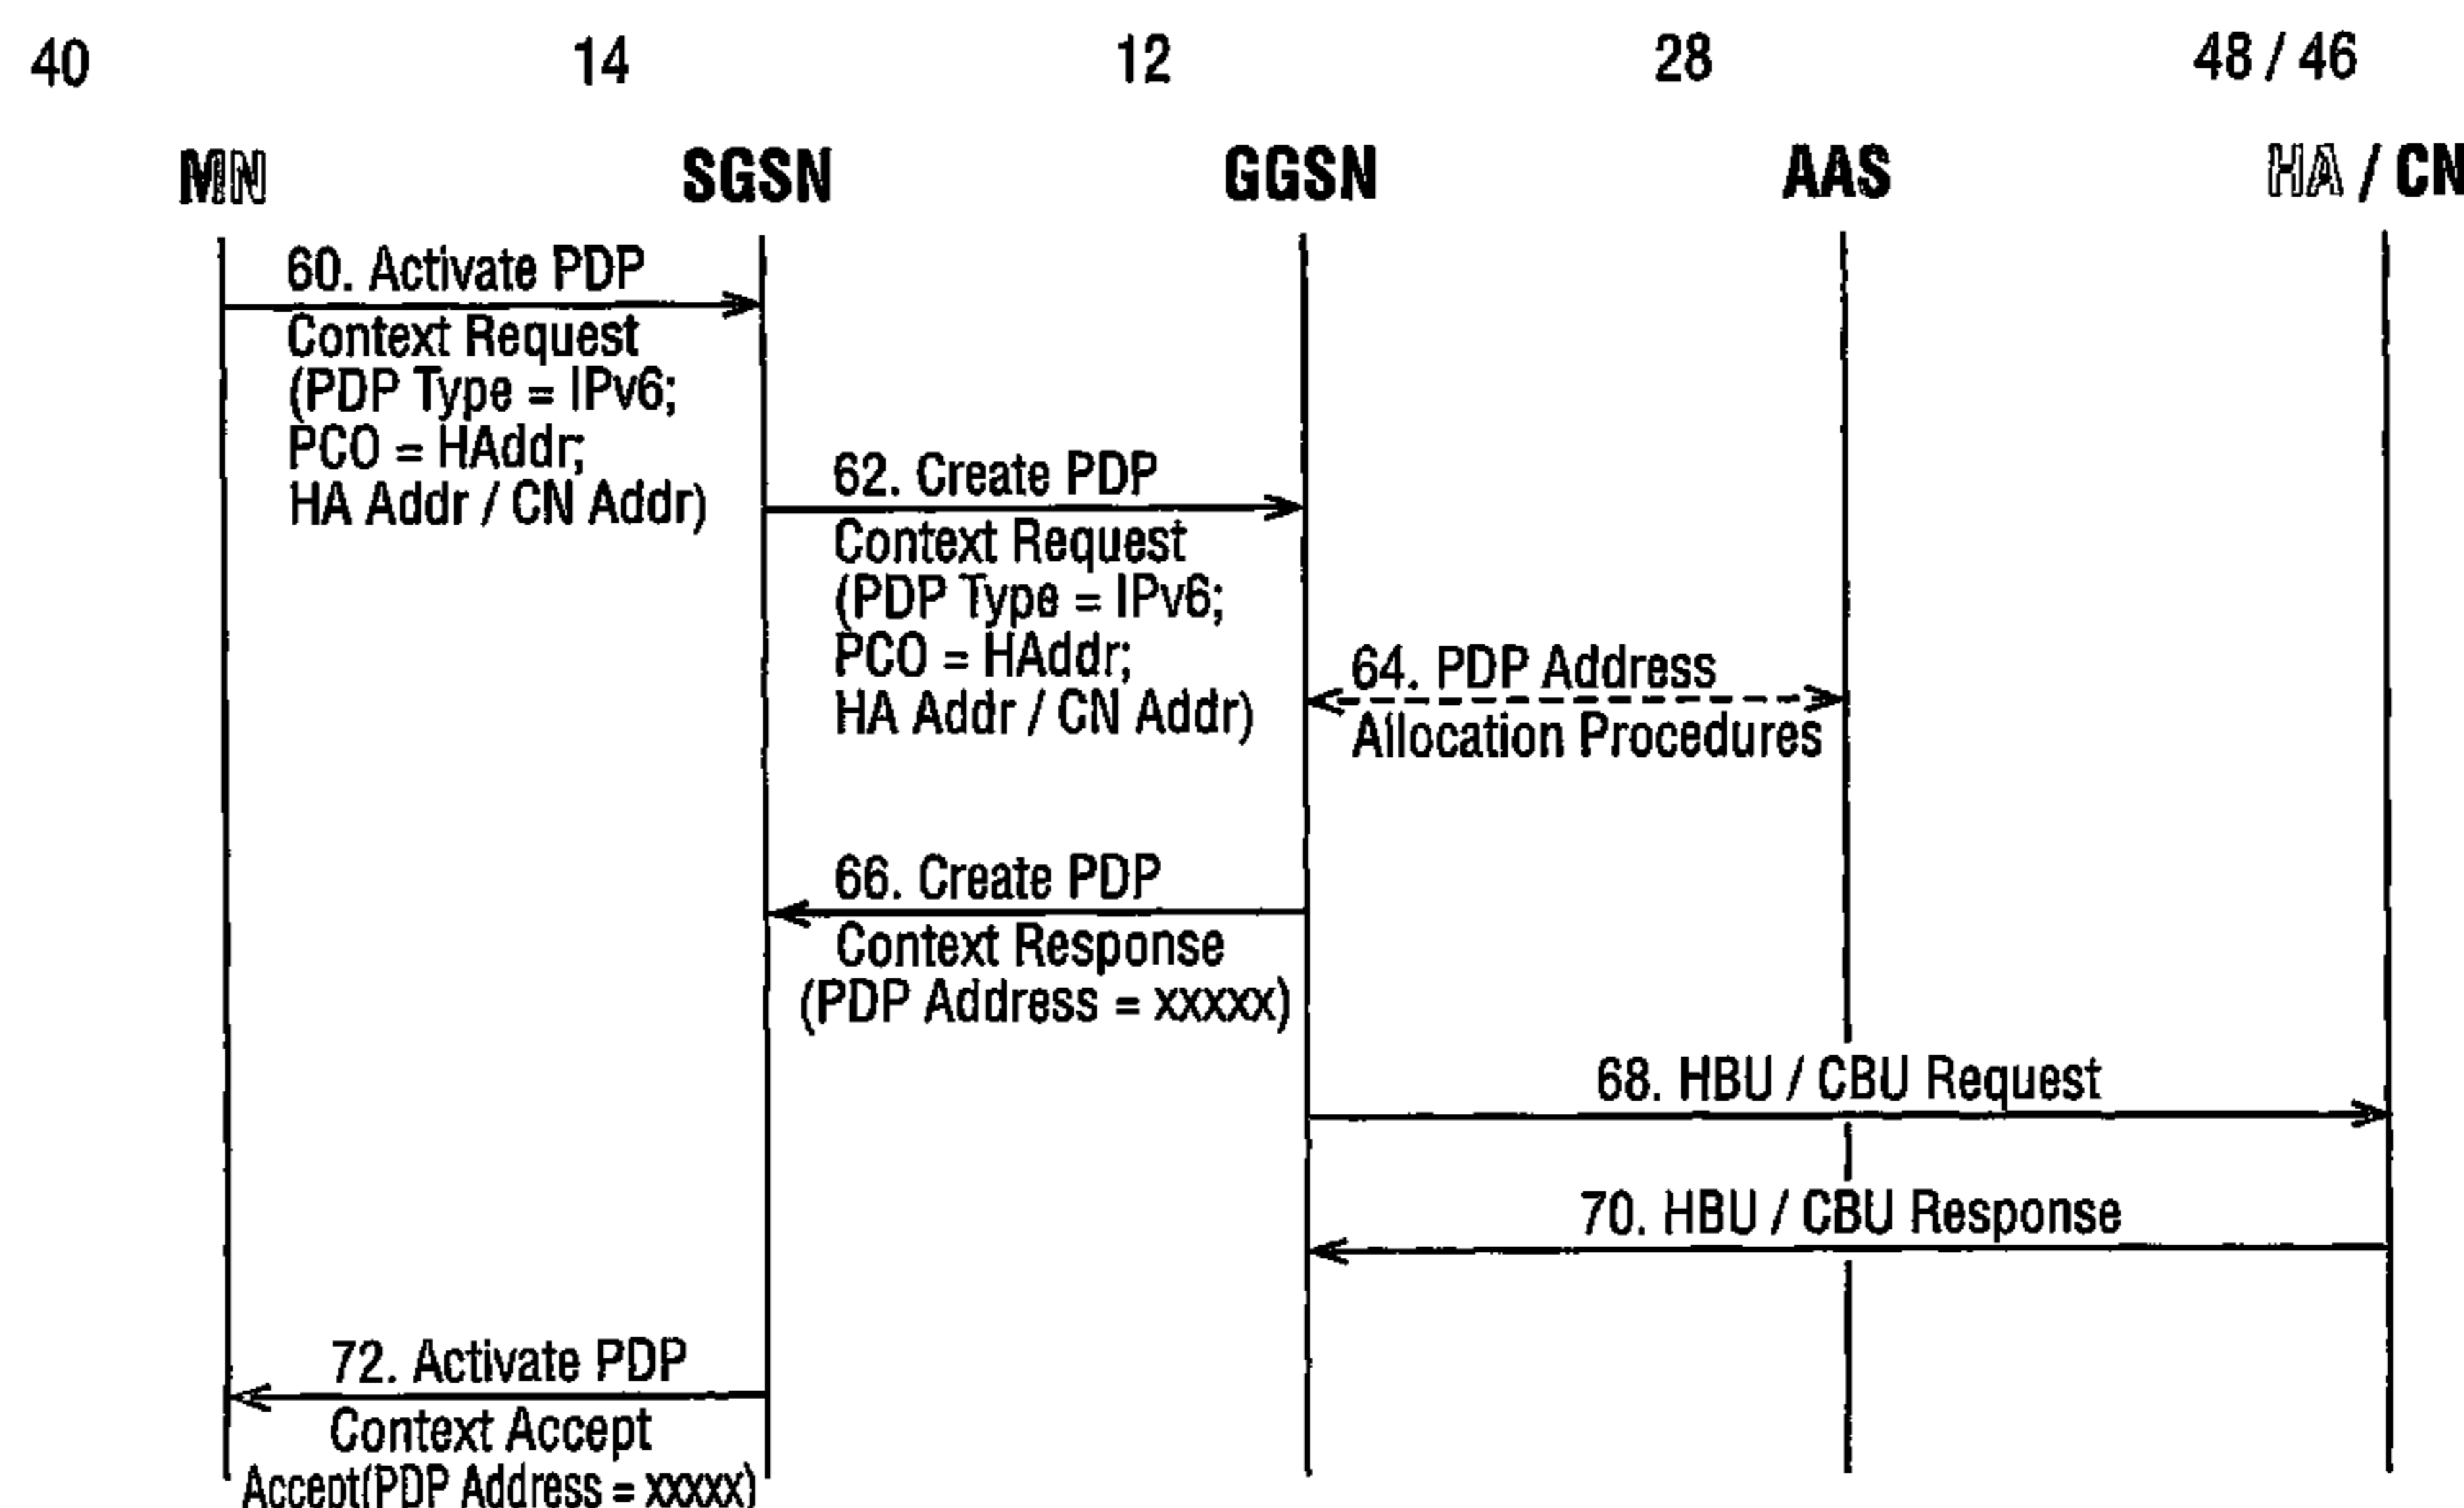 40 14 12 28 48 / 46
MN SGSN GGSN AAS HA / CN
60. Activate PDP
Context Request
(PDP Type = IPv6;
PCO = HAddr;
HA Addr / CN Addr)
62. Create PDP
Context Request
(PDP Type = IPv6;
PCO = HAddr;
HA Addr / CN Addr)
64. PDP Address
Allocation Procedures
66. Create PDP
Context Response
(PDP Address = xxxxx)
68. HBU / CBU Request
70. HBU / CBU Response
72. Activate PDP
Context Accept
Accept(PDP Address = xxxxx)